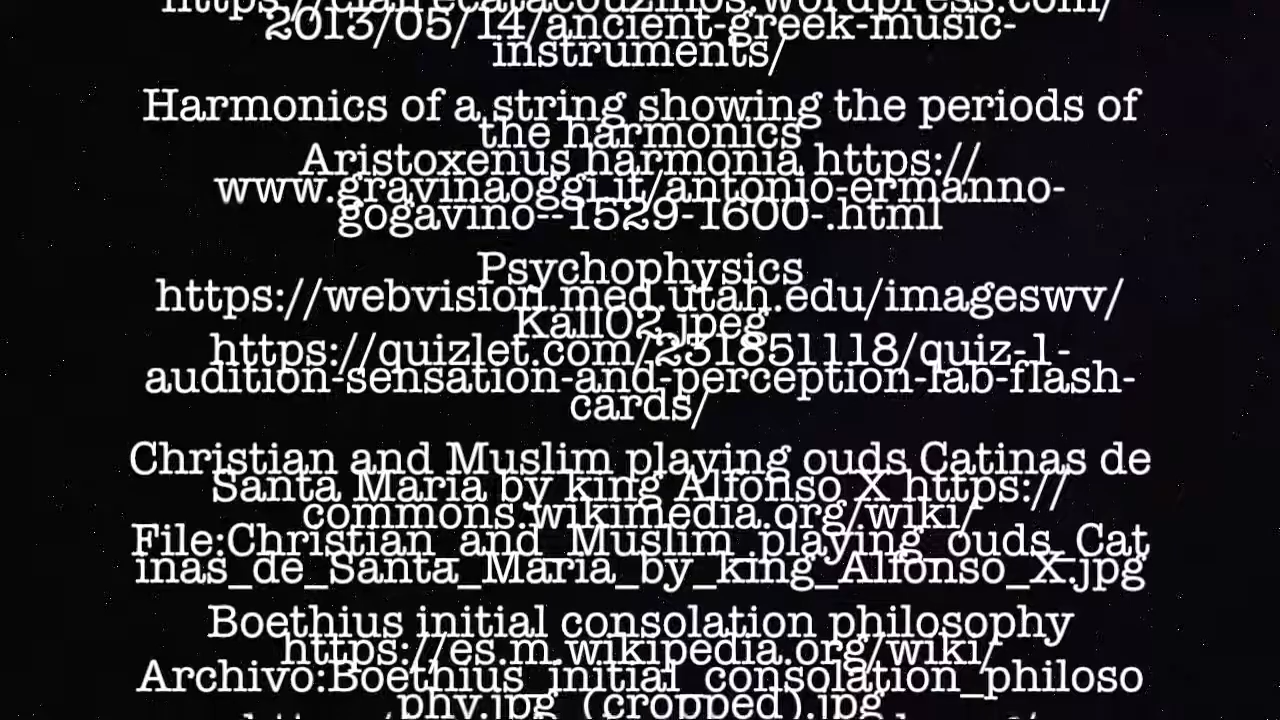 https://clairecatacouzinos.wordpress.com/
2013/05/14/ancient-greek-music-
instruments/
Harmonics of a string showing the periods of
the harmonics
Aristoxenus harmonia https://
www.gravinaoggi.it/antonio-ermanno-
gogavino--1529-1600-.html
Psychophysics
https://webvision.med.utah.edu/imageswv/
Kall02.jpeg
https://quizlet.com/231851118/quiz-1-
audition-sensation-and-perception-lab-flash-
cards/
Christian and Muslim playing ouds Catinas de
Santa Maria by king Alfonso X https://
commons.wikimedia.org/wiki/
File:Christian_and_Muslim_playing_ouds_Cat
inas_de_Santa_Maria_by_king_Alfonso_X.jpg
Boethius initial consolation philosophy
https://es.m.wikipedia.org/wiki/
Archivo:Boethius_initial_consolation_philoso
phy.jpg_(cropped).jpg